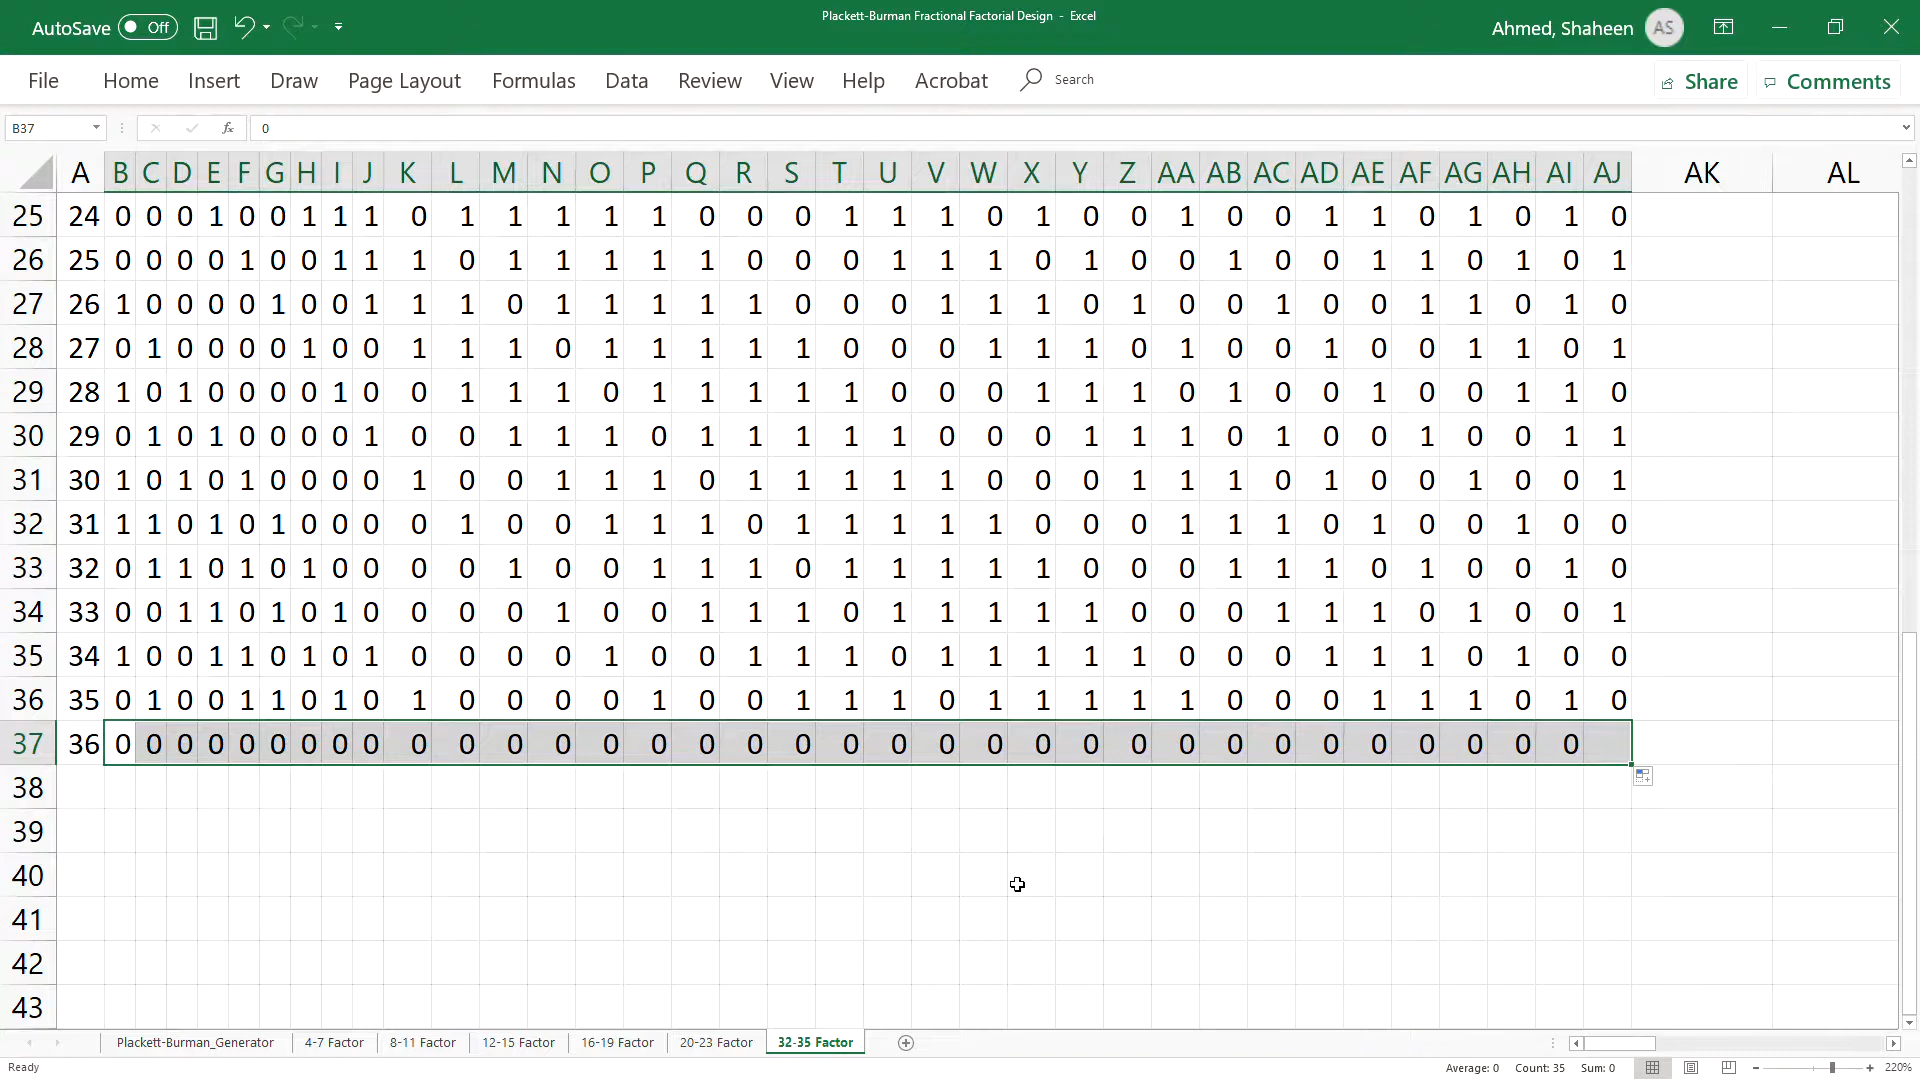 AutoSave Off Plackett-Burman Fractional Factorial Design - Excel Ahmed, Shaheen AS
File Home Insert Draw Page Layout Formulas Data Review View Help Acrobat Search Share Comments
B37 fx 0
A B C D E F G H I J K L M N O P Q R S T U V W X Y Z AA AB AC AD AE AF AG AH AI AJ AK AL
25 24 0 0 0 1 0 0 1 1 1 0 1 1 1 1 1 0 0 0 1 1 1 0 1 0 0 1 0 0 1 1 0 1 0 1 0
26 25 0 0 0 0 1 0 0 1 1 1 0 1 1 1 1 1 0 0 0 1 1 1 0 1 0 0 1 0 0 1 1 0 1 0 1
27 26 1 0 0 0 0 1 0 0 1 1 1 0 1 1 1 1 1 0 0 0 1 1 1 0 1 0 0 1 0 0 1 1 0 1 0
28 27 0 1 0 0 0 0 1 0 0 1 1 1 0 1 1 1 1 1 0 0 0 1 1 1 0 1 0 0 1 0 0 1 1 0 1
29 28 1 0 1 0 0 0 0 1 0 0 1 1 1 0 1 1 1 1 1 0 0 0 1 1 1 0 1 0 0 1 0 0 1 1 0
30 29 0 1 0 1 0 0 0 0 1 0 0 1 1 1 0 1 1 1 1 1 0 0 0 1 1 1 0 1 0 0 1 0 0 1 1
31 30 1 0 1 0 1 0 0 0 0 1 0 0 1 1 1 0 1 1 1 1 1 0 0 0 1 1 1 0 1 0 0 1 0 0 1
32 31 1 1 0 1 0 1 0 0 0 0 1 0 0 1 1 1 0 1 1 1 1 1 0 0 0 1 1 1 0 1 0 0 1 0 0
33 32 0 1 1 0 1 0 1 0 0 0 0 1 0 0 1 1 1 0 1 1 1 1 1 0 0 0 1 1 1 0 1 0 0 1 0
34 33 0 0 1 1 0 1 0 1 0 0 0 0 1 0 0 1 1 1 0 1 1 1 1 1 0 0 0 1 1 1 0 1 0 0 1
35 34 1 0 0 1 1 0 1 0 1 0 0 0 0 1 0 0 1 1 1 0 1 1 1 1 1 0 0 0 1 1 1 0 1 0 0
36 35 0 1 0 0 1 1 0 1 0 1 0 0 0 0 1 0 0 1 1 1 0 1 1 1 1 1 0 0 0 1 1 1 0 1 0
37 36 0 0 0 0 0 0 0 0 0 0 0 0 0 0 0 0 0 0 0 0 0 0 0 0 0 0 0 0 0 0 0 0 0 0
38
39
40
41
42
43
Plackett-Burman_Generator 4-7 Factor 8-11 Factor 12-15 Factor 16-19 Factor 20-23 Factor 32-35 Factor
Ready Average: 0 Count: 35 Sum: 0 220%